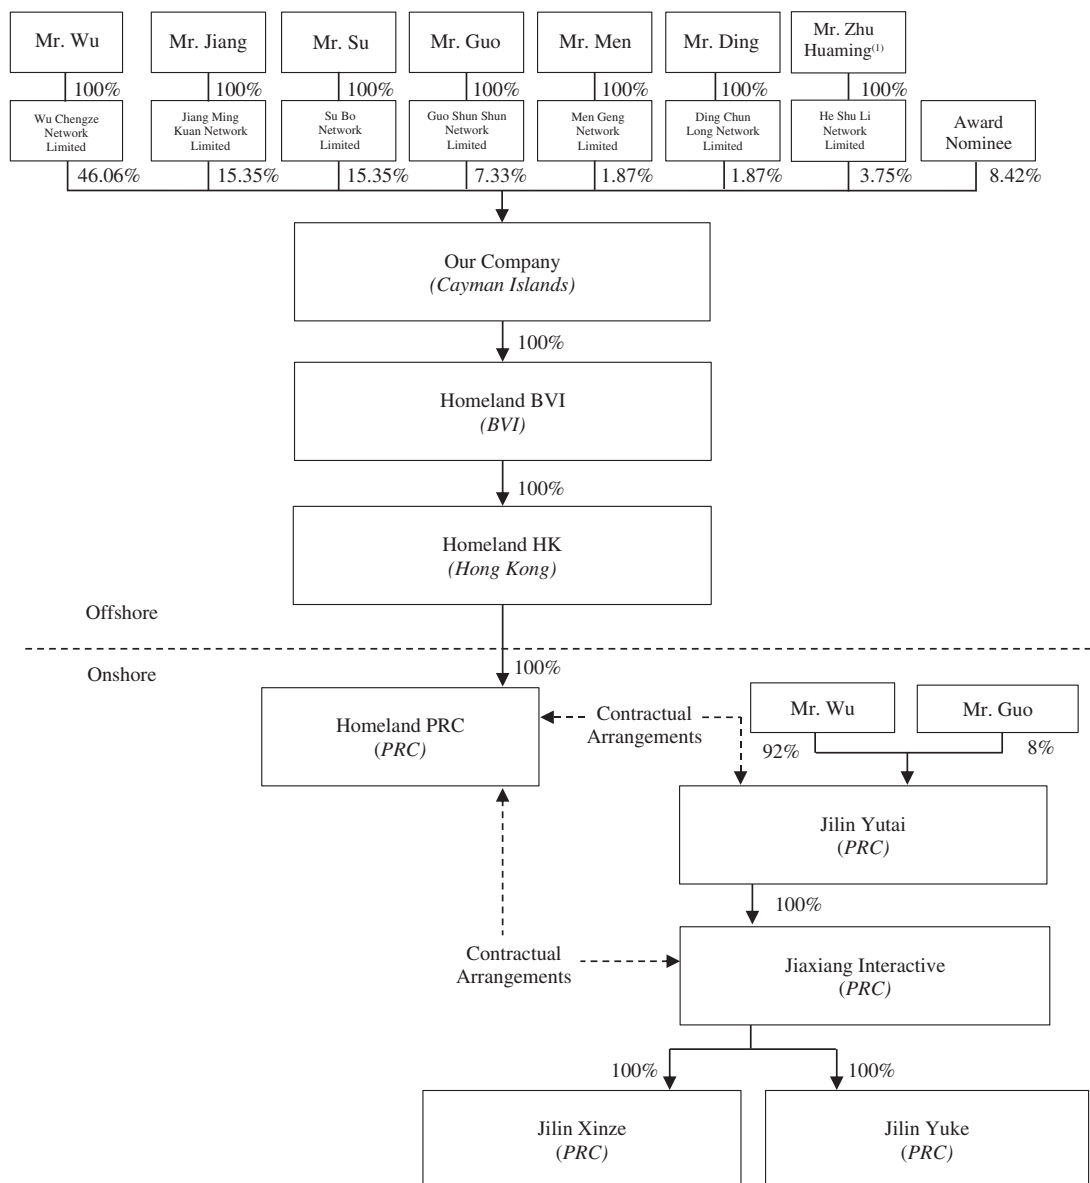 Mr. Wu
Mr. Jiang
Mr. Su
Mr. Guo
Mr. Men
Mr. Ding
Mr. Zhu
Huaming(1)
100%
100%
100%
100%
100%
100%
100%
Wu Chengze
Network
Limited
Jiang Ming
Kuan Network
Limited
Su Bo
Network
Limited
Guo Shun Shun
Network
Limited
Men Geng
Network
Limited
Ding Chun
Long Network
Limited
He Shu Li
Network
Limited
Award
Nominee
46.06%
15.35%
15.35%
7.33%
1.87%
1.87%
3.75%
8.42%
Our Company
(Cayman Islands)
100%
Homeland BVI
(BVI)
100%
Homeland HK
(Hong Kong)
Offshore
Onshore
100%
Homeland PRC
(PRC)
Contractual
Arrangements
Mr. Wu
Mr. Guo
92%
8%
Jilin Yutai
(PRC)
100%
Contractual
Arrangements
Jiaxiang Interactive
(PRC)
100%
100%
Jilin Xinze
(PRC)
Jilin Yuke
(PRC)